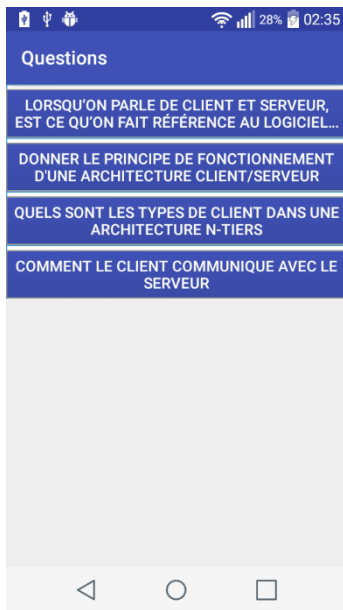 28% 02:35
Questions
LORSQU'ON PARLE DE CLIENT ET SERVEUR,
EST CE QU'ON FAIT RÉFÉRENCE AU LOGICIEL...
DONNER LE PRINCIPE DE FONCTIONNEMENT
D'UNE ARCHITECTURE CLIENT/SERVEUR
QUELS SONT LES TYPES DE CLIENT DANS UNE
ARCHITECTURE N-TIERS
COMMENT LE CLIENT COMMUNIQUE AVEC LE
SERVEUR